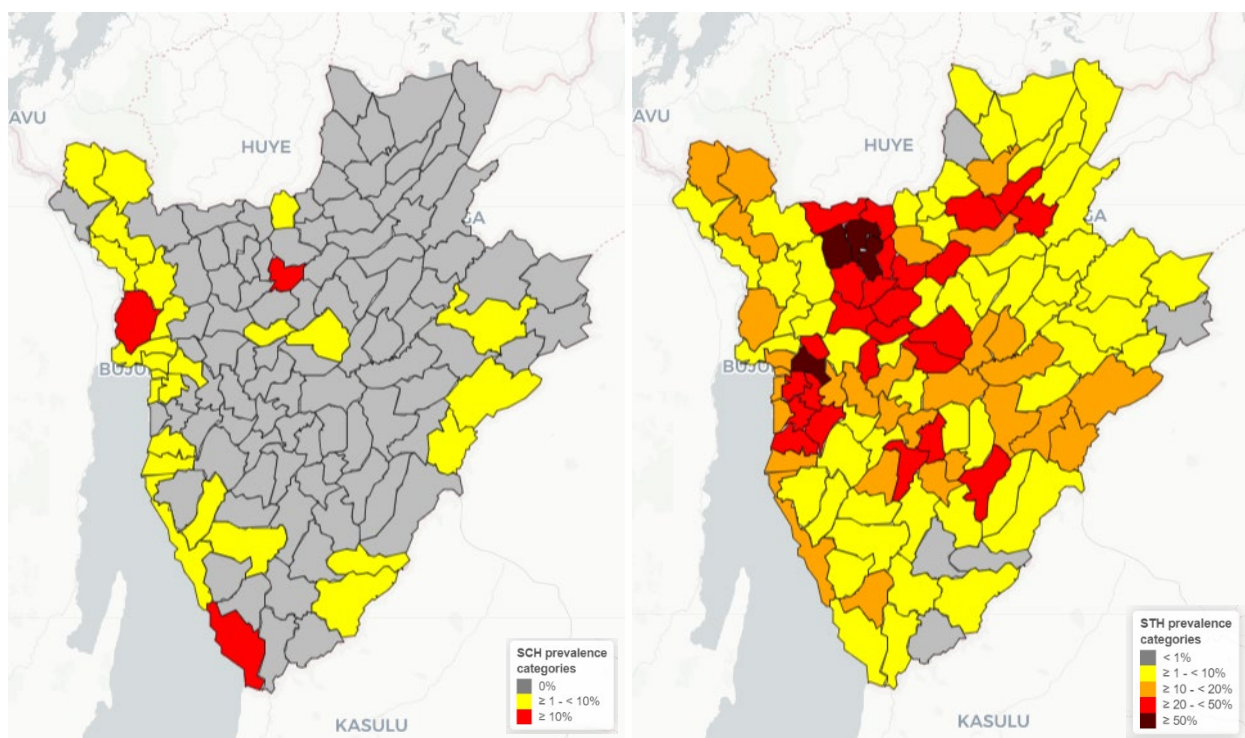 AVU
HUYE
GA
BUJU
KASULU
SCH prevalence
categories
0%
≥ 1 - < 10%
≥ 10%
AVU
HUYE
GA
BUJU
KASULU
STH prevalence
categories
< 1%
≥ 1 - < 10%
≥ 10 - < 20%
≥ 20 - < 50%
≥ 50%